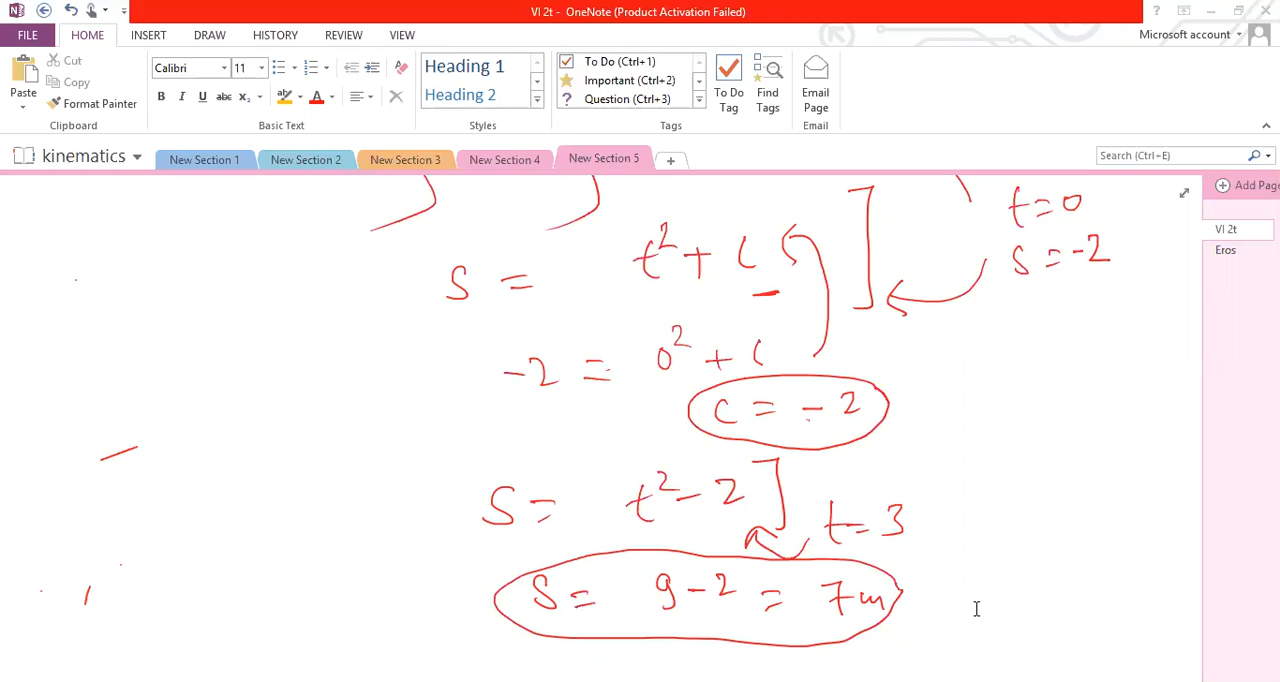 VI 2t - OneNote (Product Activation Failed)
FILE HOME INSERT DRAW HISTORY REVIEW VIEW Microsoft account
Paste Cut Copy Format Painter
Clipboard
Calibri 11
B I U abc X₂ A
Basic Text
Heading 1
Heading 2
Styles
To Do (Ctrl+1)
Important (Ctrl+2)
Question (Ctrl+3)
To Do Tag
Find Tags
Tags
Email Page
Email
kinematics New Section 1 New Section 2 New Section 3 New Section 4 New Section 5 + Search (Ctrl+E)
Add Page
VI 2t
Eros
t=0
s=-2
s = t² + c
-2 = 0² + c
c = -2
S = t² - 2] t=3
S = 9-2 = 7m